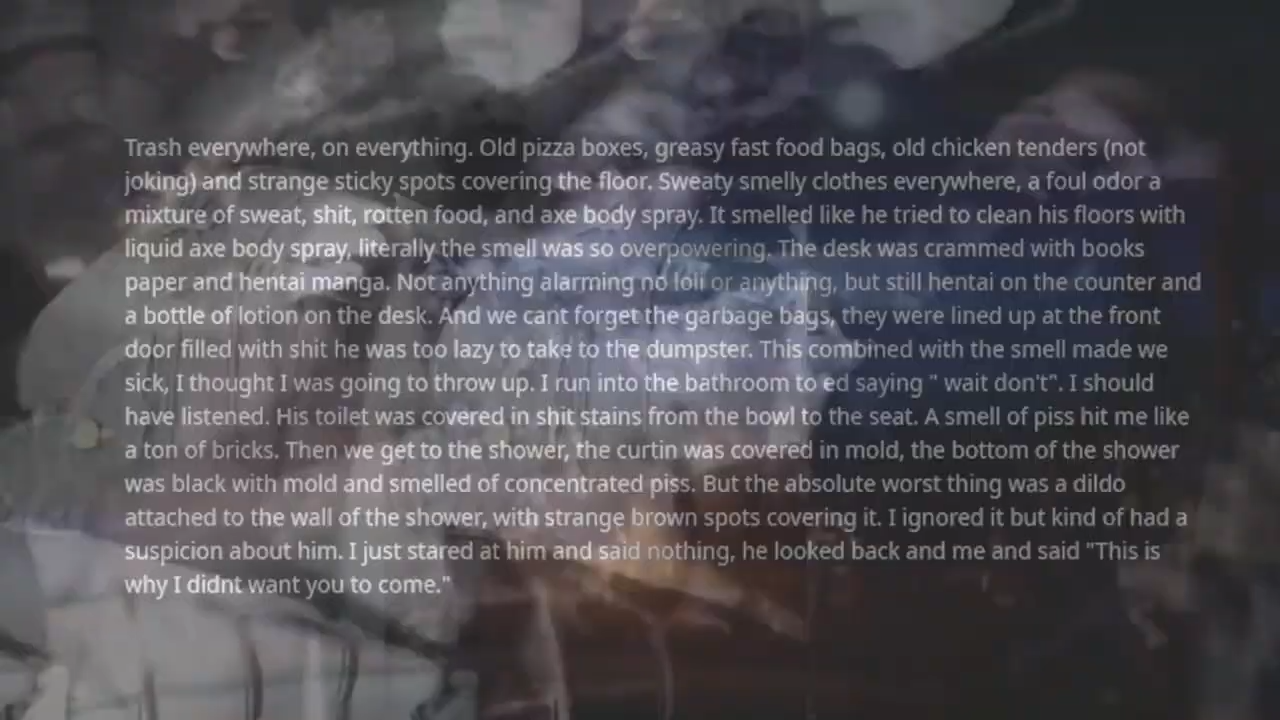 Trash everywhere, on everything. Old pizza boxes, greasy fast food bags, old chicken tenders (not
joking) and strange sticky spots covering the floor. Sweaty smelly clothes everywhere, a foul odor a
mixture of sweat, shit, rotten food, and axe body spray. It smelled like he tried to clean his floors with
liquid axe body spray, literally the smell was so overpowering. The desk was crammed with books
paper and hentai manga. Not anything alarming no loli or anything, but still hentai on the counter and
a bottle of lotion on the desk. And we cant forget the garbage bags, they were lined up at the front
door filled with shit he was too lazy to take to the dumpster. This combined with the smell made we
sick, I thought I was going to throw up. I run into the bathroom to ed saying " wait don't". I should
have listened. His toilet was covered in shit stains from the bowl to the seat. A smell of piss hit me like
a ton of bricks. Then we get to the shower, the curtin was covered in mold, the bottom of the shower
was black with mold and smelled of concentrated piss. But the absolute worst thing was a dildo
attached to the wall of the shower, with strange brown spots covering it. I ignored it but kind of had a
suspicion about him. I just stared at him and said nothing, he looked back and me and said "This is
why I didnt want you to come."